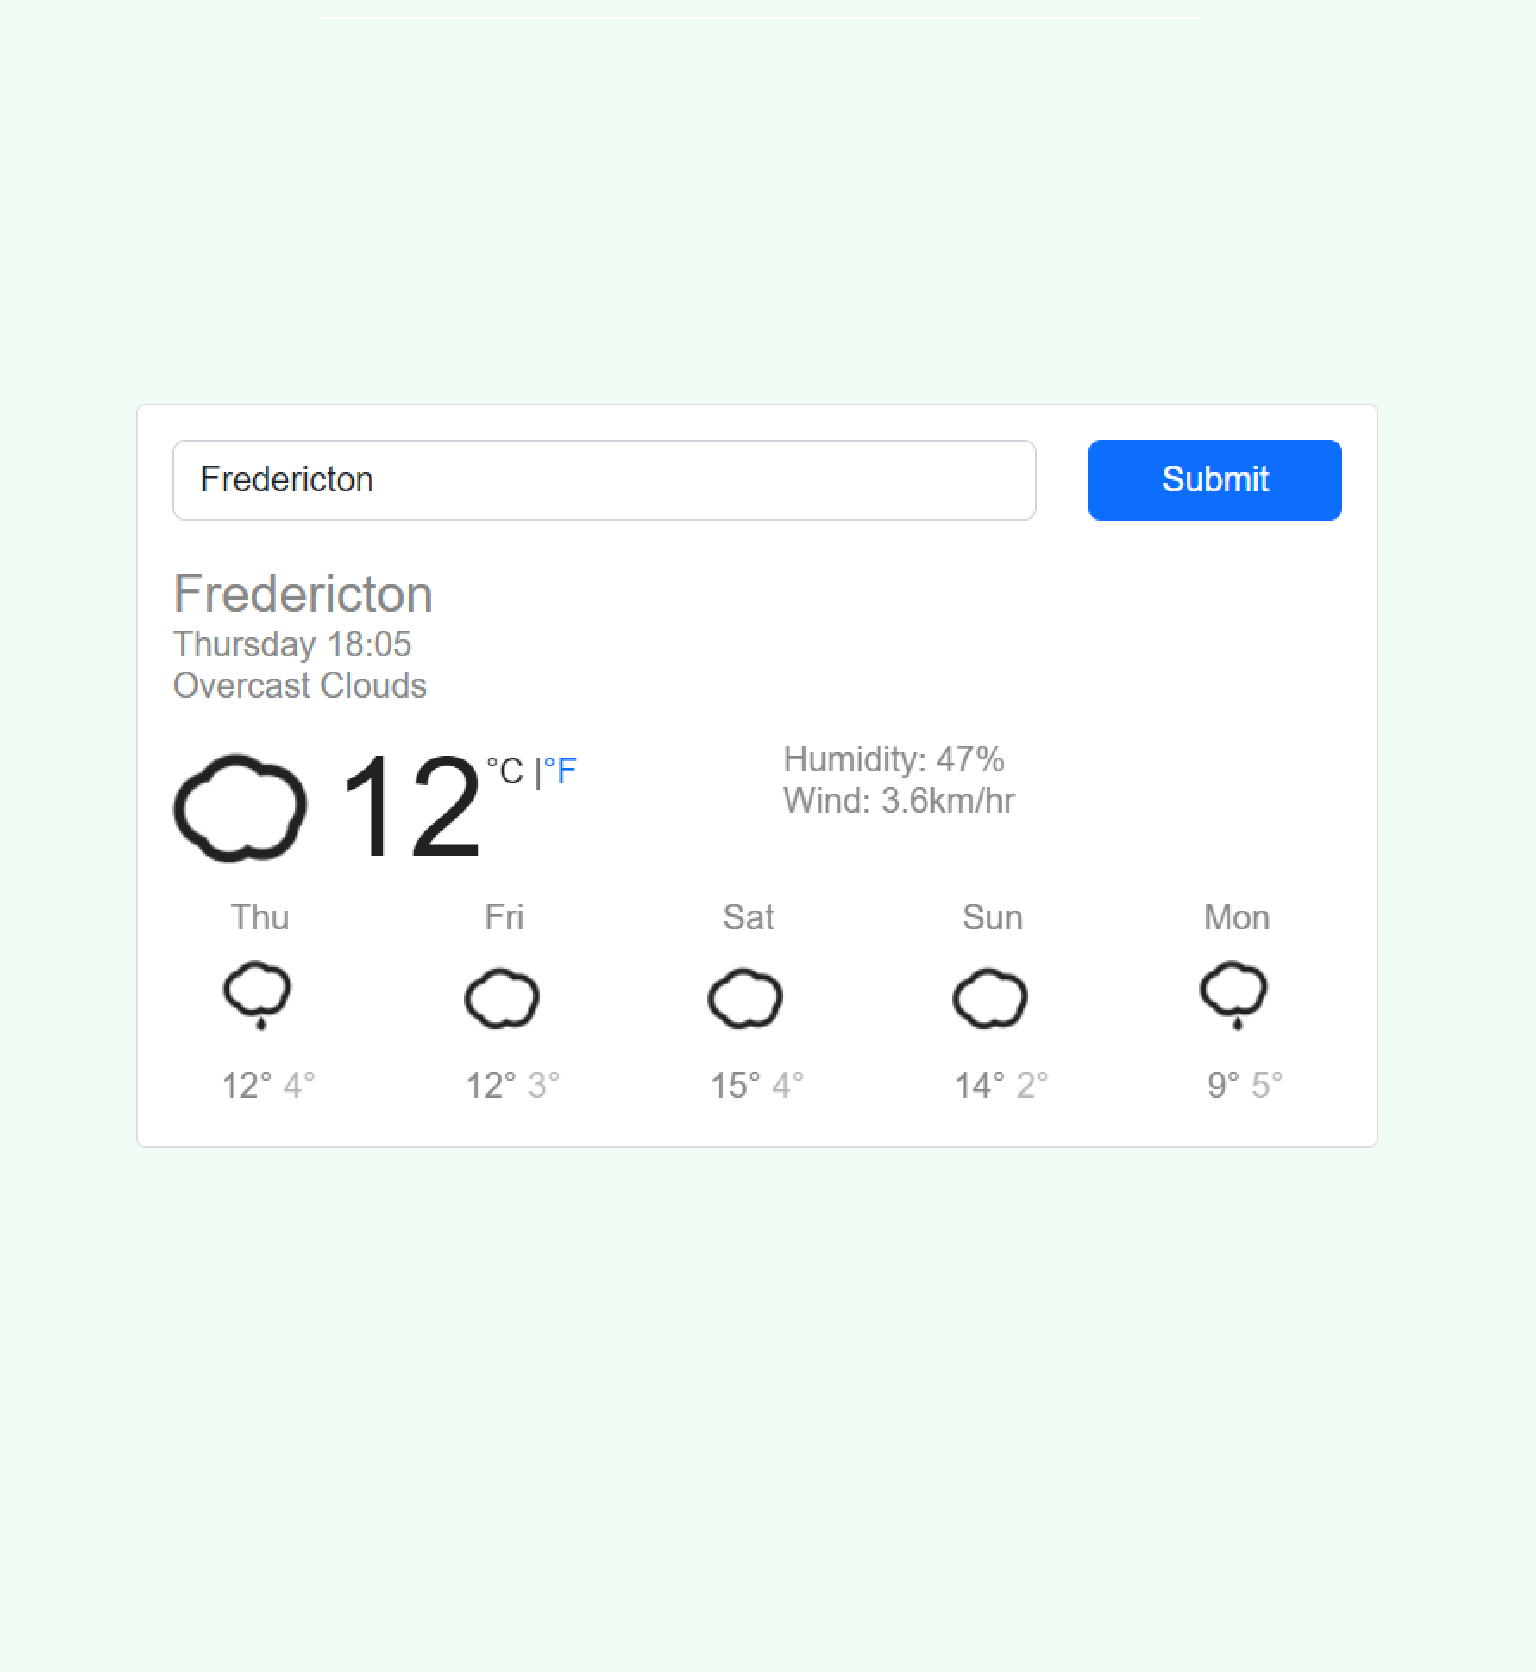 Fredericton
Submit
Fredericton
Thursday 18:05
Overcast Clouds
12 °C |°F
Humidity: 47%
Wind: 3.6km/hr
Thu Fri Sat Sun Mon
12° 4° 12° 3° 15° 4° 14° 2° 9° 5°